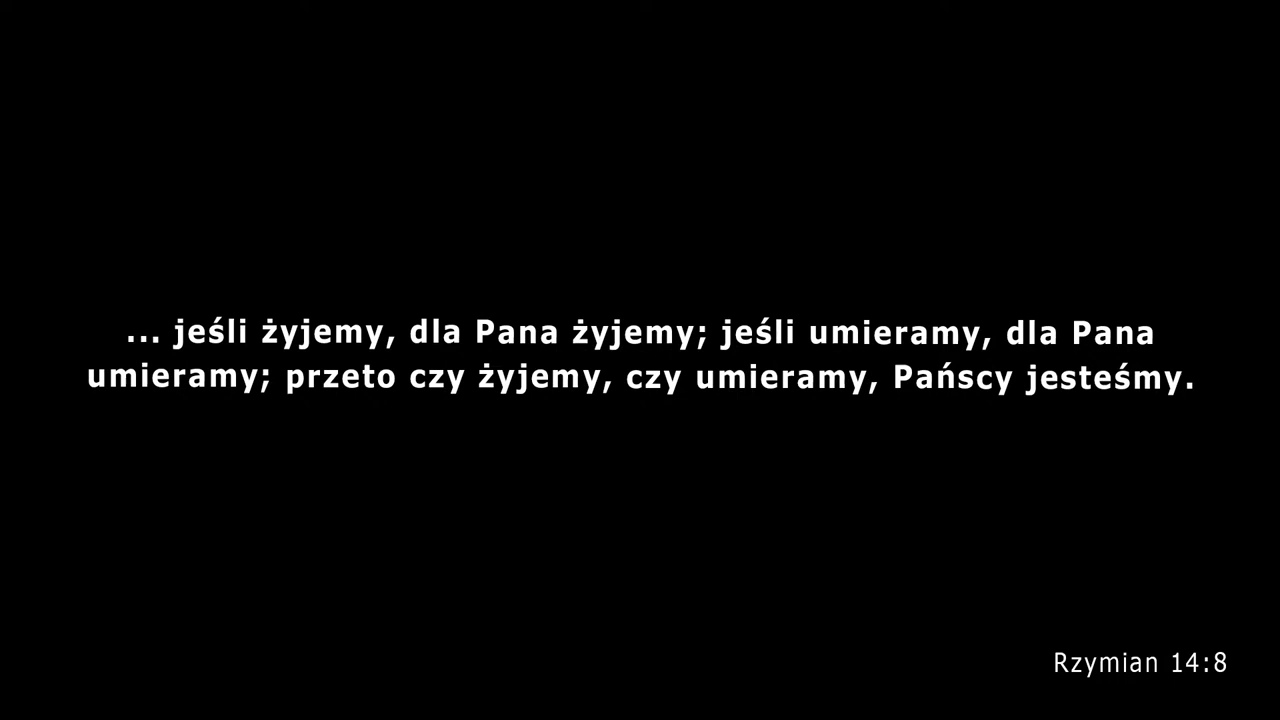 ... jeśli żyjemy, dla Pana żyjemy; jeśli umieramy, dla Pana
umieramy; przeto czy żyjemy, czy umieramy, Pańscy jesteśmy.
Rzymian 14:8